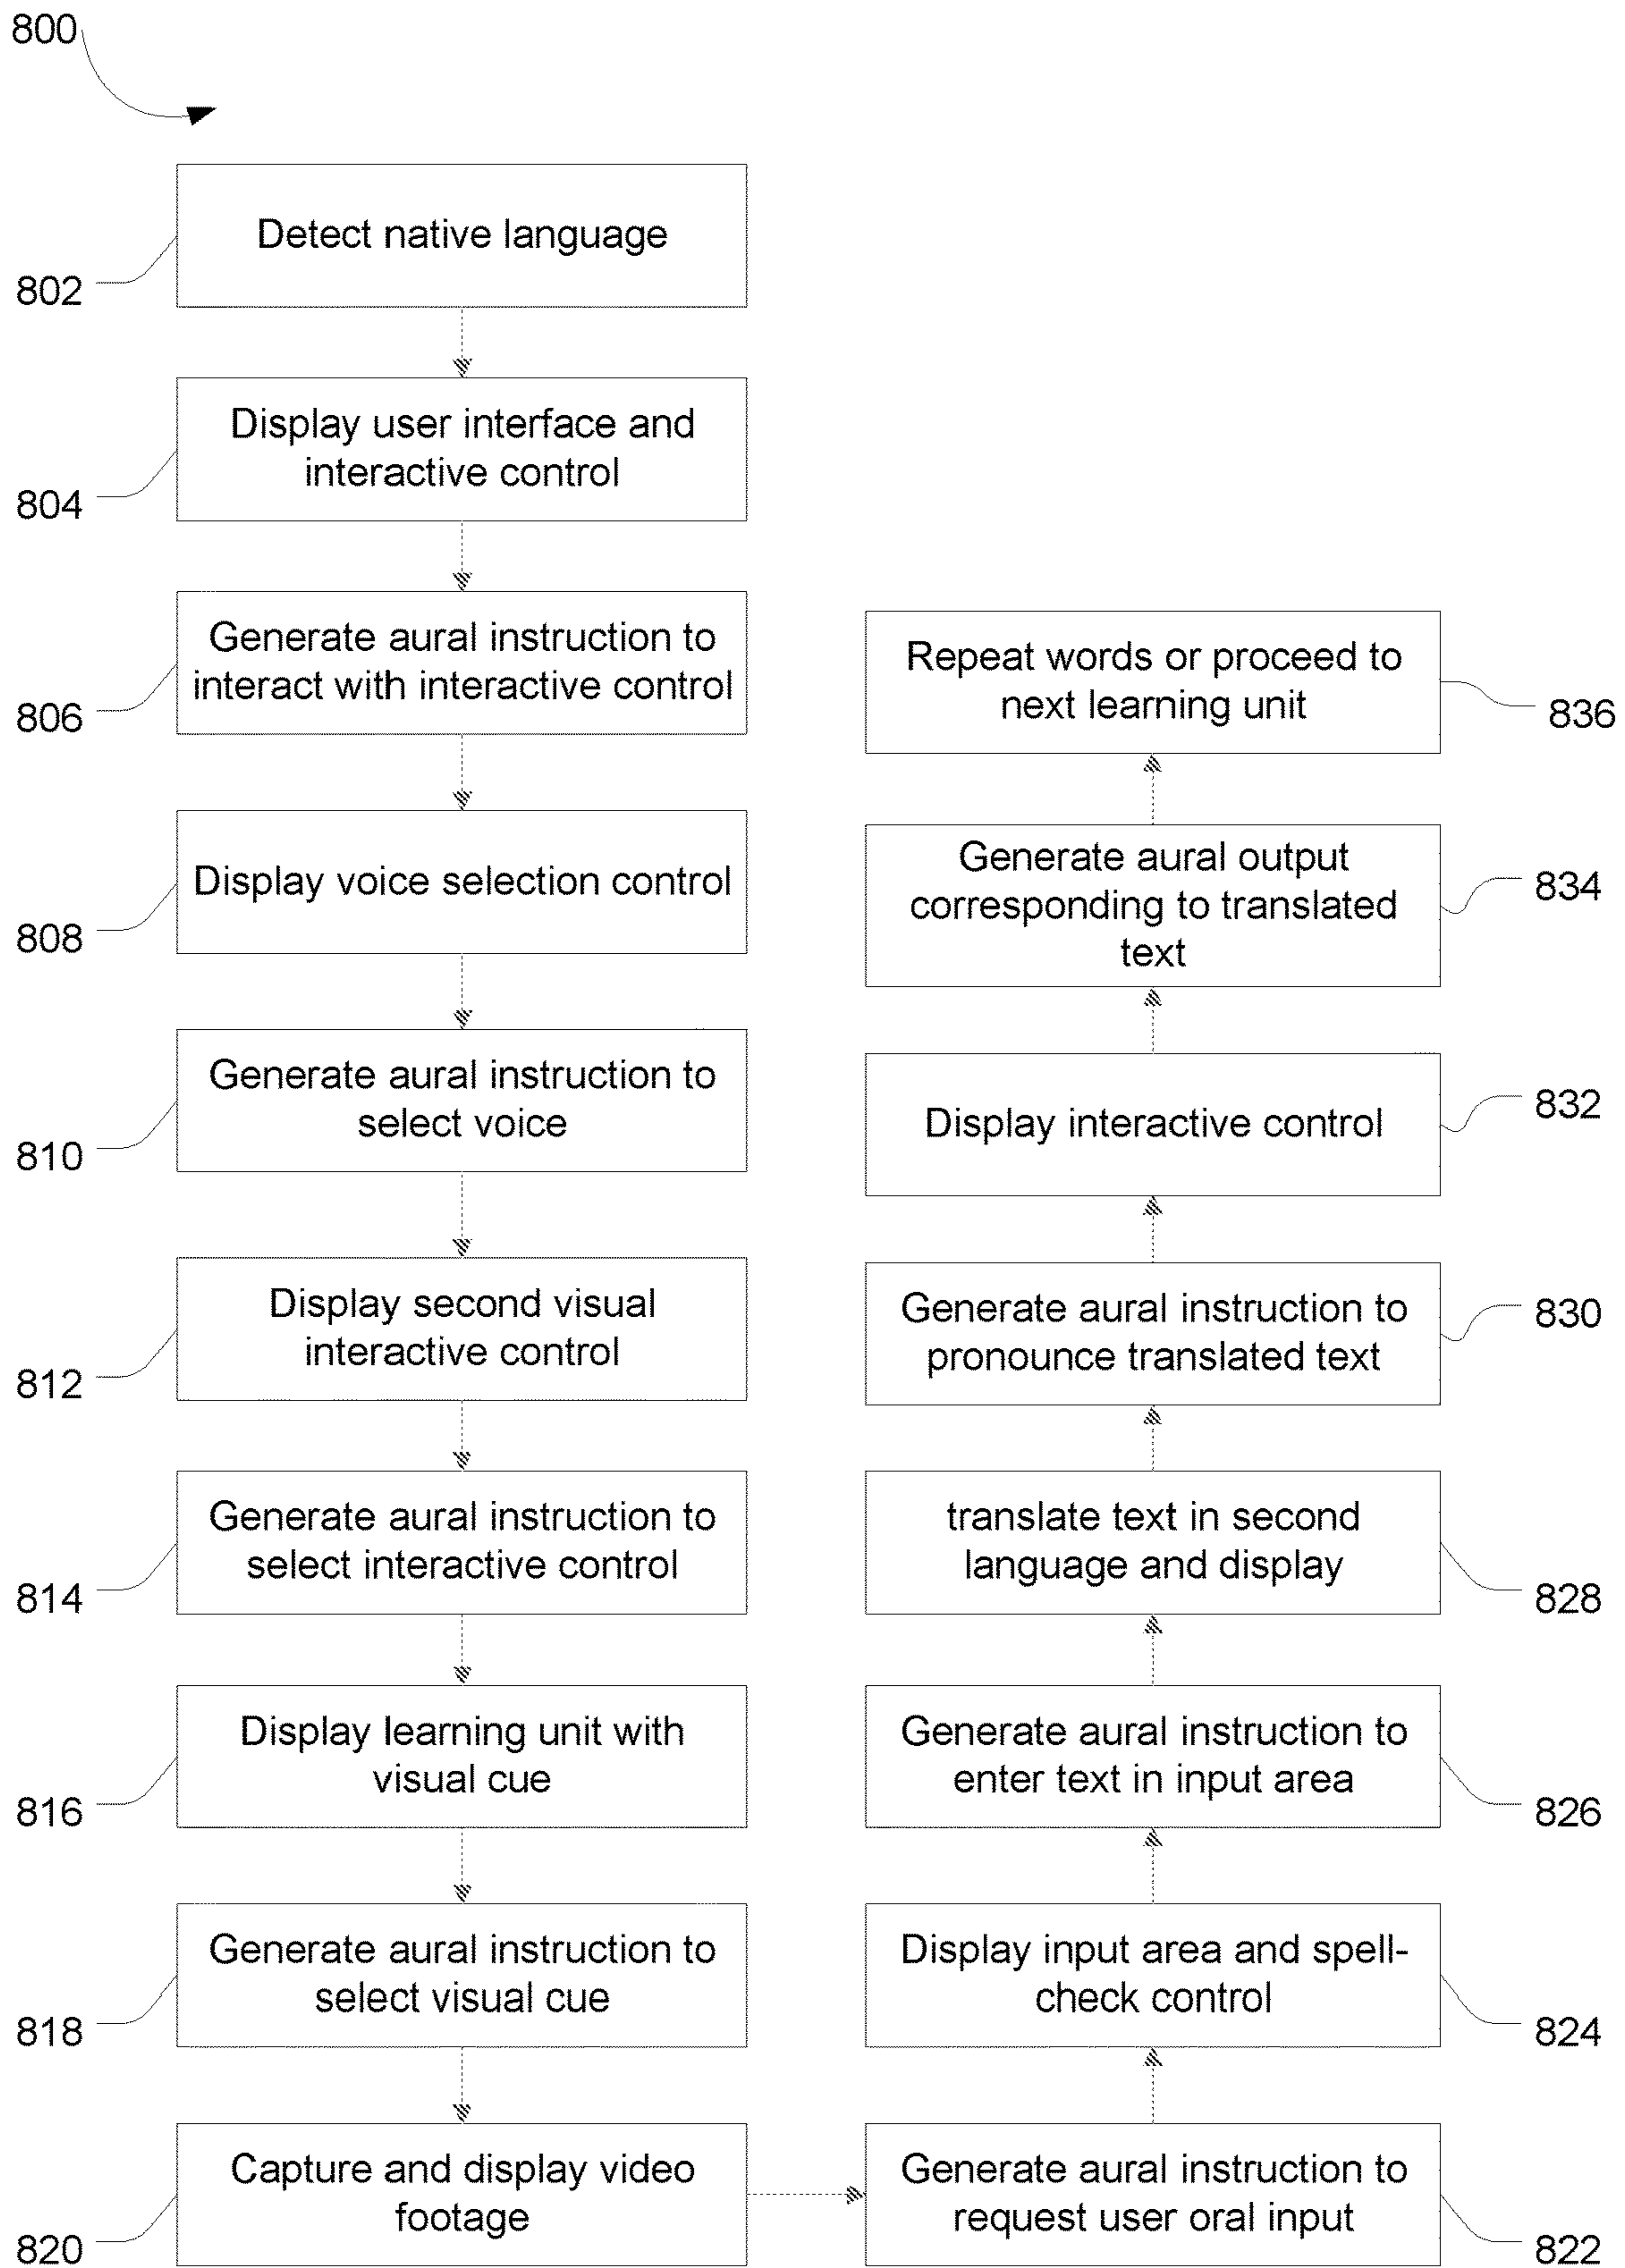 800
Detect native language
802
Display user interface and
interactive control
804
Generate aural instruction to
interact with interactive control
806
Display voice selection control
808
Generate aural instruction to
select voice
810
Display second visual
interactive control
812
Generate aural instruction to
select interactive control
814
Display learning unit with
visual cue
816
Generate aural instruction to
select visual cue
818
Capture and display video
footage
820
Generate aural instruction to
request user oral input
822
Display input area and spell-
check control
824
Generate aural instruction to
enter text in input area
826
translate text in second
language and display
828
Generate aural instruction to
pronounce translated text
830
Display interactive control
832
Generate aural output
corresponding to translated
text
834
Repeat words or proceed to
next learning unit
836